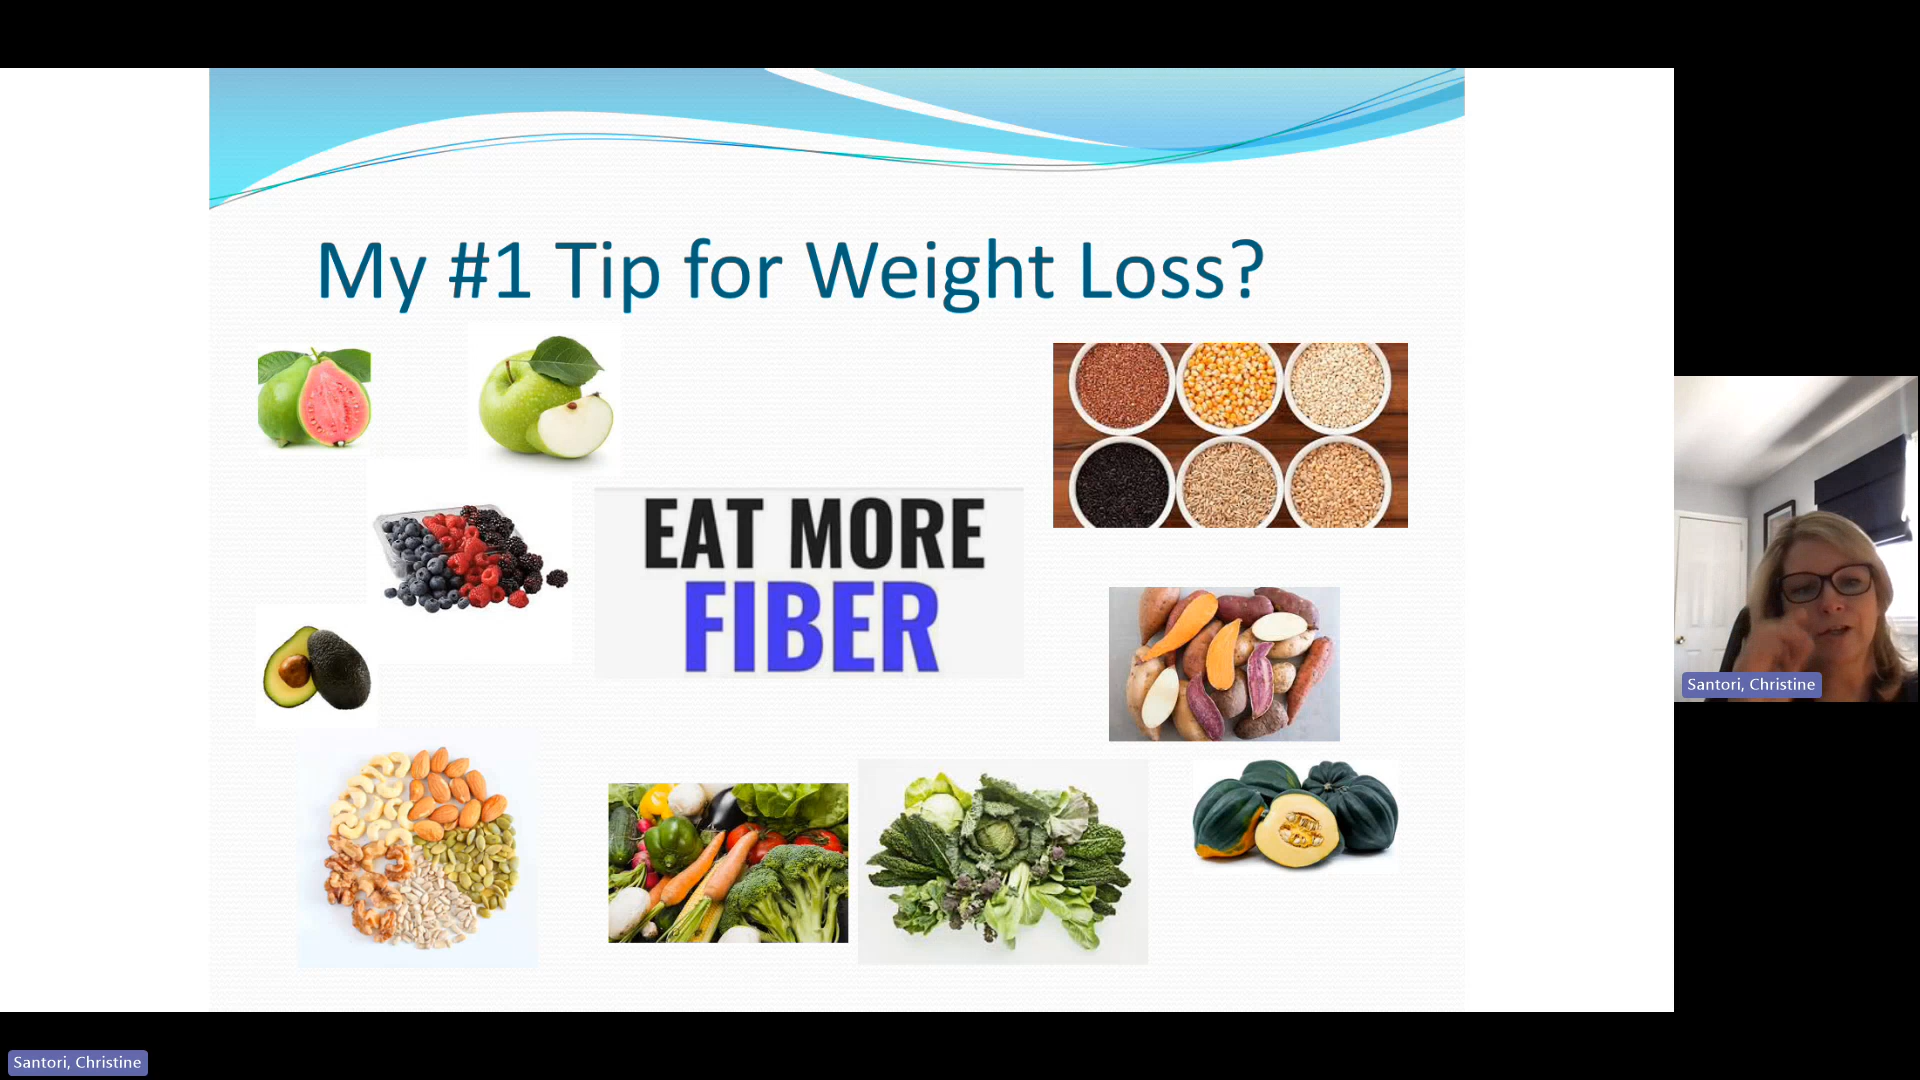 My #1 Tip for Weight Loss?
EAT MORE
FIBER
Santori, Christine
Santori, Christine